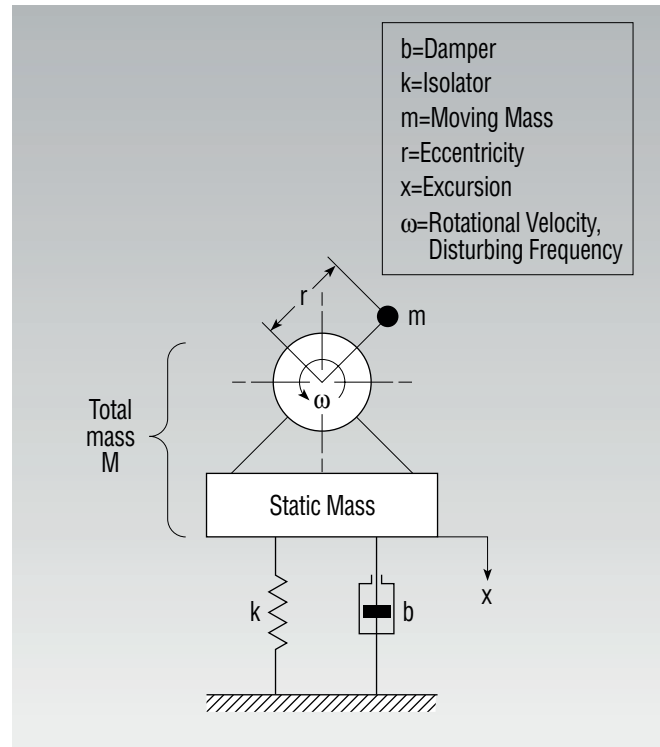 b=Damper
k=Isolator
m=Moving Mass
r=Eccentricity
x=Excursion
ω=Rotational Velocity,
Disturbing Frequency
r
m
ω
Total
mass
M
Static Mass
x
k
b